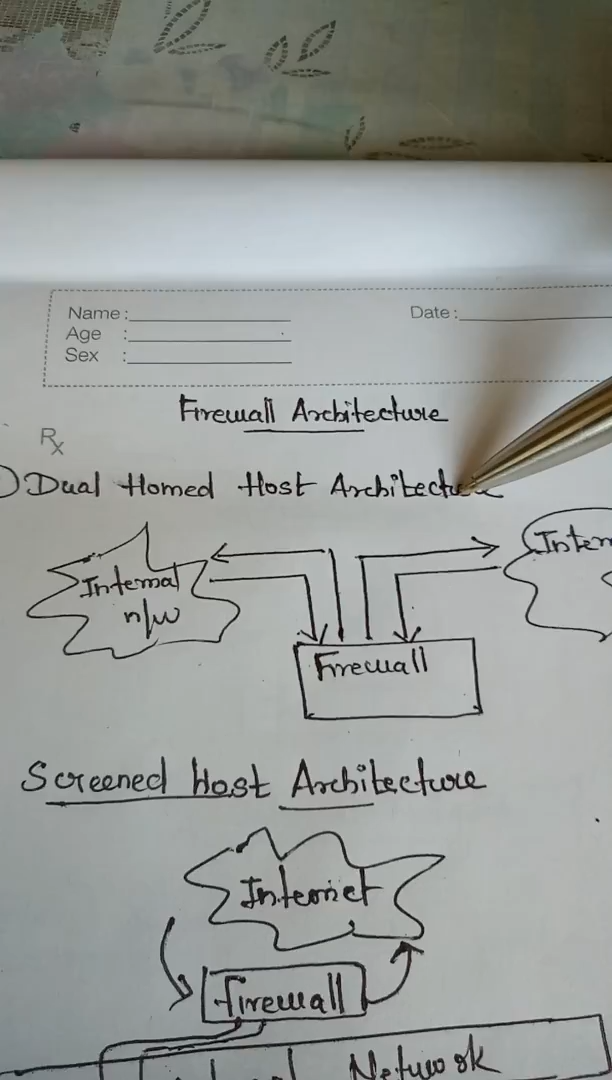 Name :
Date :
Age :
Sex :
Firewall Architecture
Rx
Dual Homed Host Architecture
Internal
n/w
Firewall
Screened Host Architecture
Internet
firewall
Network